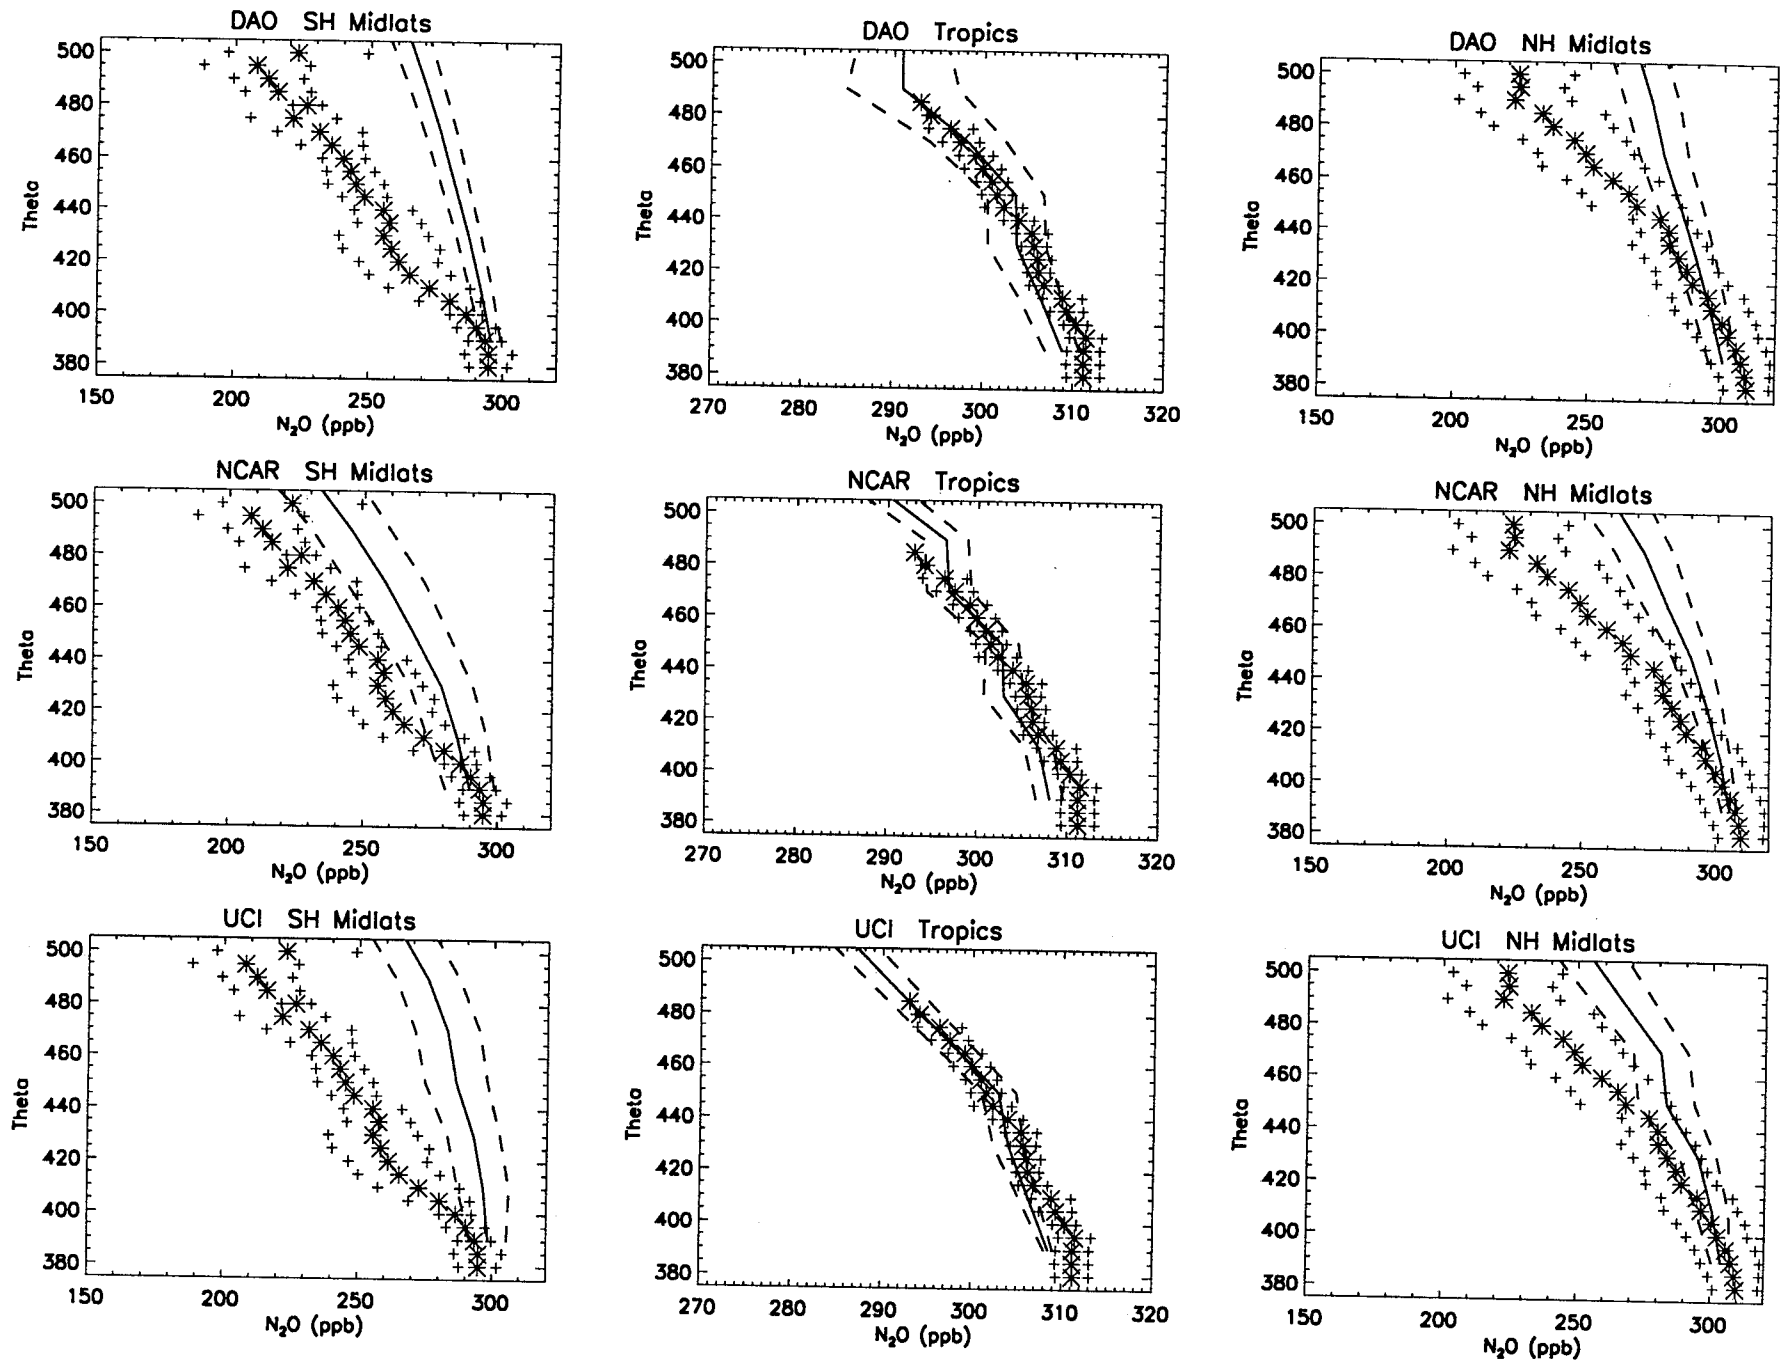 DAO SH Midlats
500
480
460
440
420
400
380
Theta
150 200 250 300
N₂O (ppb)
DAO Tropics
500
480
460
440
420
400
380
Theta
270 280 290 300 310 320
N₂O (ppb)
DAO NH Midlats
500
480
460
440
420
400
380
Theta
150 200 250 300
N₂O (ppb)
NCAR SH Midlats
500
480
460
440
420
400
380
Theta
150 200 250 300
N₂O (ppb)
NCAR Tropics
500
480
460
440
420
400
380
Theta
270 280 290 300 310 320
N₂O (ppb)
NCAR NH Midlats
500
480
460
440
420
400
380
Theta
150 200 250 300
N₂O (ppb)
UCI SH Midlats
500
480
460
440
420
400
380
Theta
150 200 250 300
N₂O (ppb)
UCI Tropics
500
480
460
440
420
400
380
Theta
270 280 290 300 310 320
N₂O (ppb)
UCI NH Midlats
500
480
460
440
420
400
380
Theta
150 200 250 300
N₂O (ppb)